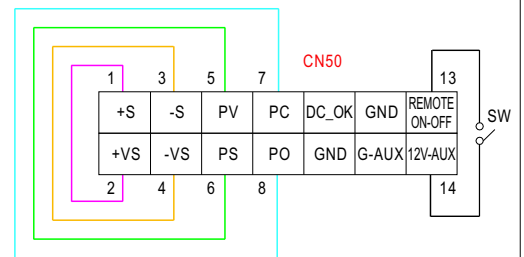 CN50
1 3 5 7 13
+S -S PV PC DC_OK GND REMOTE ON-OFF
SW
+VS -VS PS PO GND G-AUX 12V-AUX
2 4 6 8 14